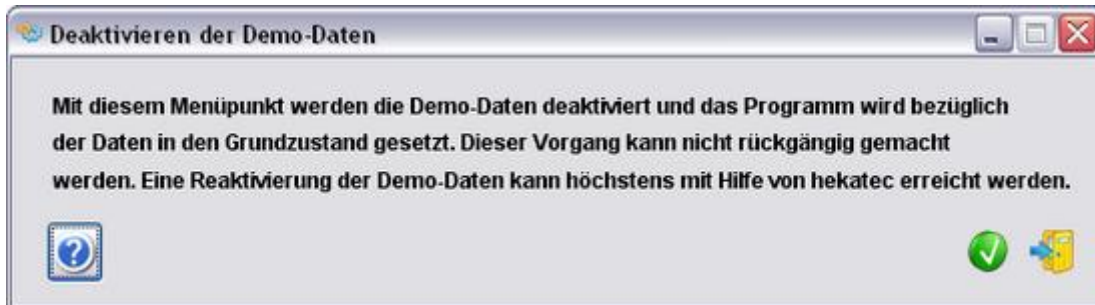 Deaktivieren der Demo-Daten
Mit diesem Menüpunkt werden die Demo-Daten deaktiviert und das Programm wird bezüglich
der Daten in den Grundzustand gesetzt. Dieser Vorgang kann nicht rückgängig gemacht
werden. Eine Reaktivierung der Demo-Daten kann höchstens mit Hilfe von hekatec erreicht werden.